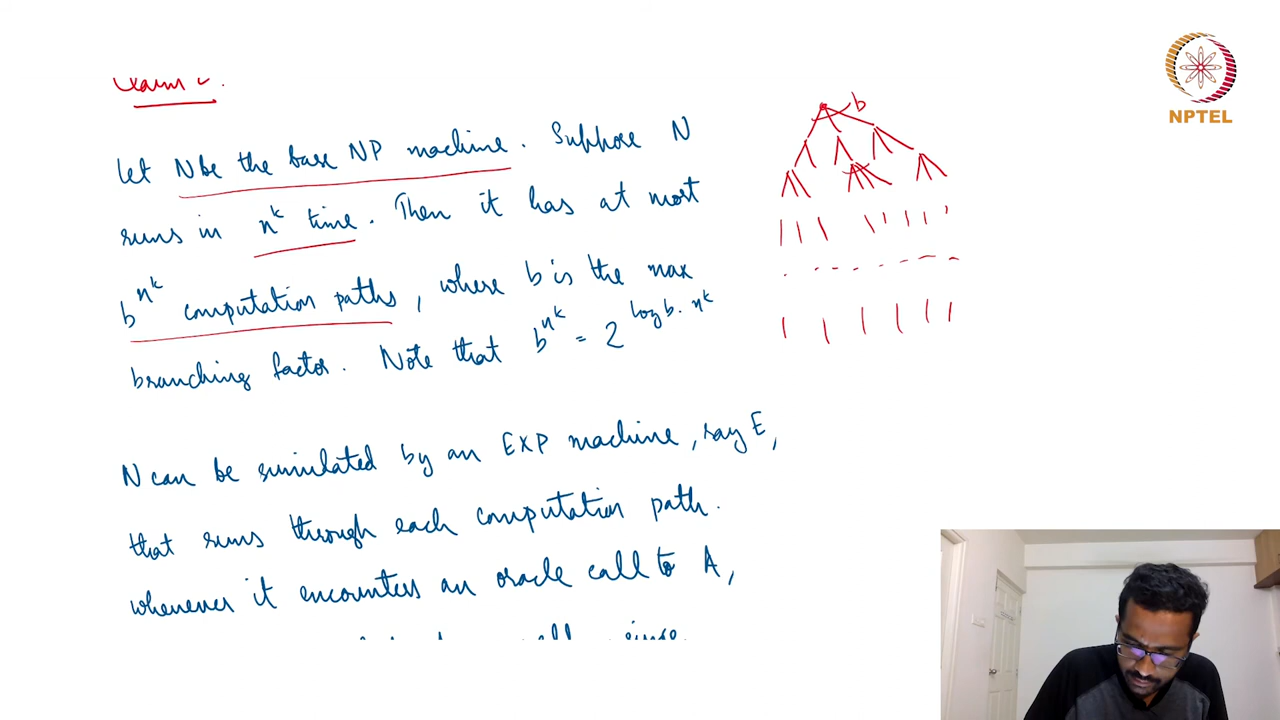 Let N be the base NP machine. Suppose N
runs in n^k time. Then it has at most
b^{n^k} computation paths, where b is the max
branching factor. Note that b^{n^k} = 2^{log b. n^k}
N can be simulated by an EXP machine, say E,
that runs through each computation path.
Whenever it encounters an oracle call to A,
since
b
NPTEL